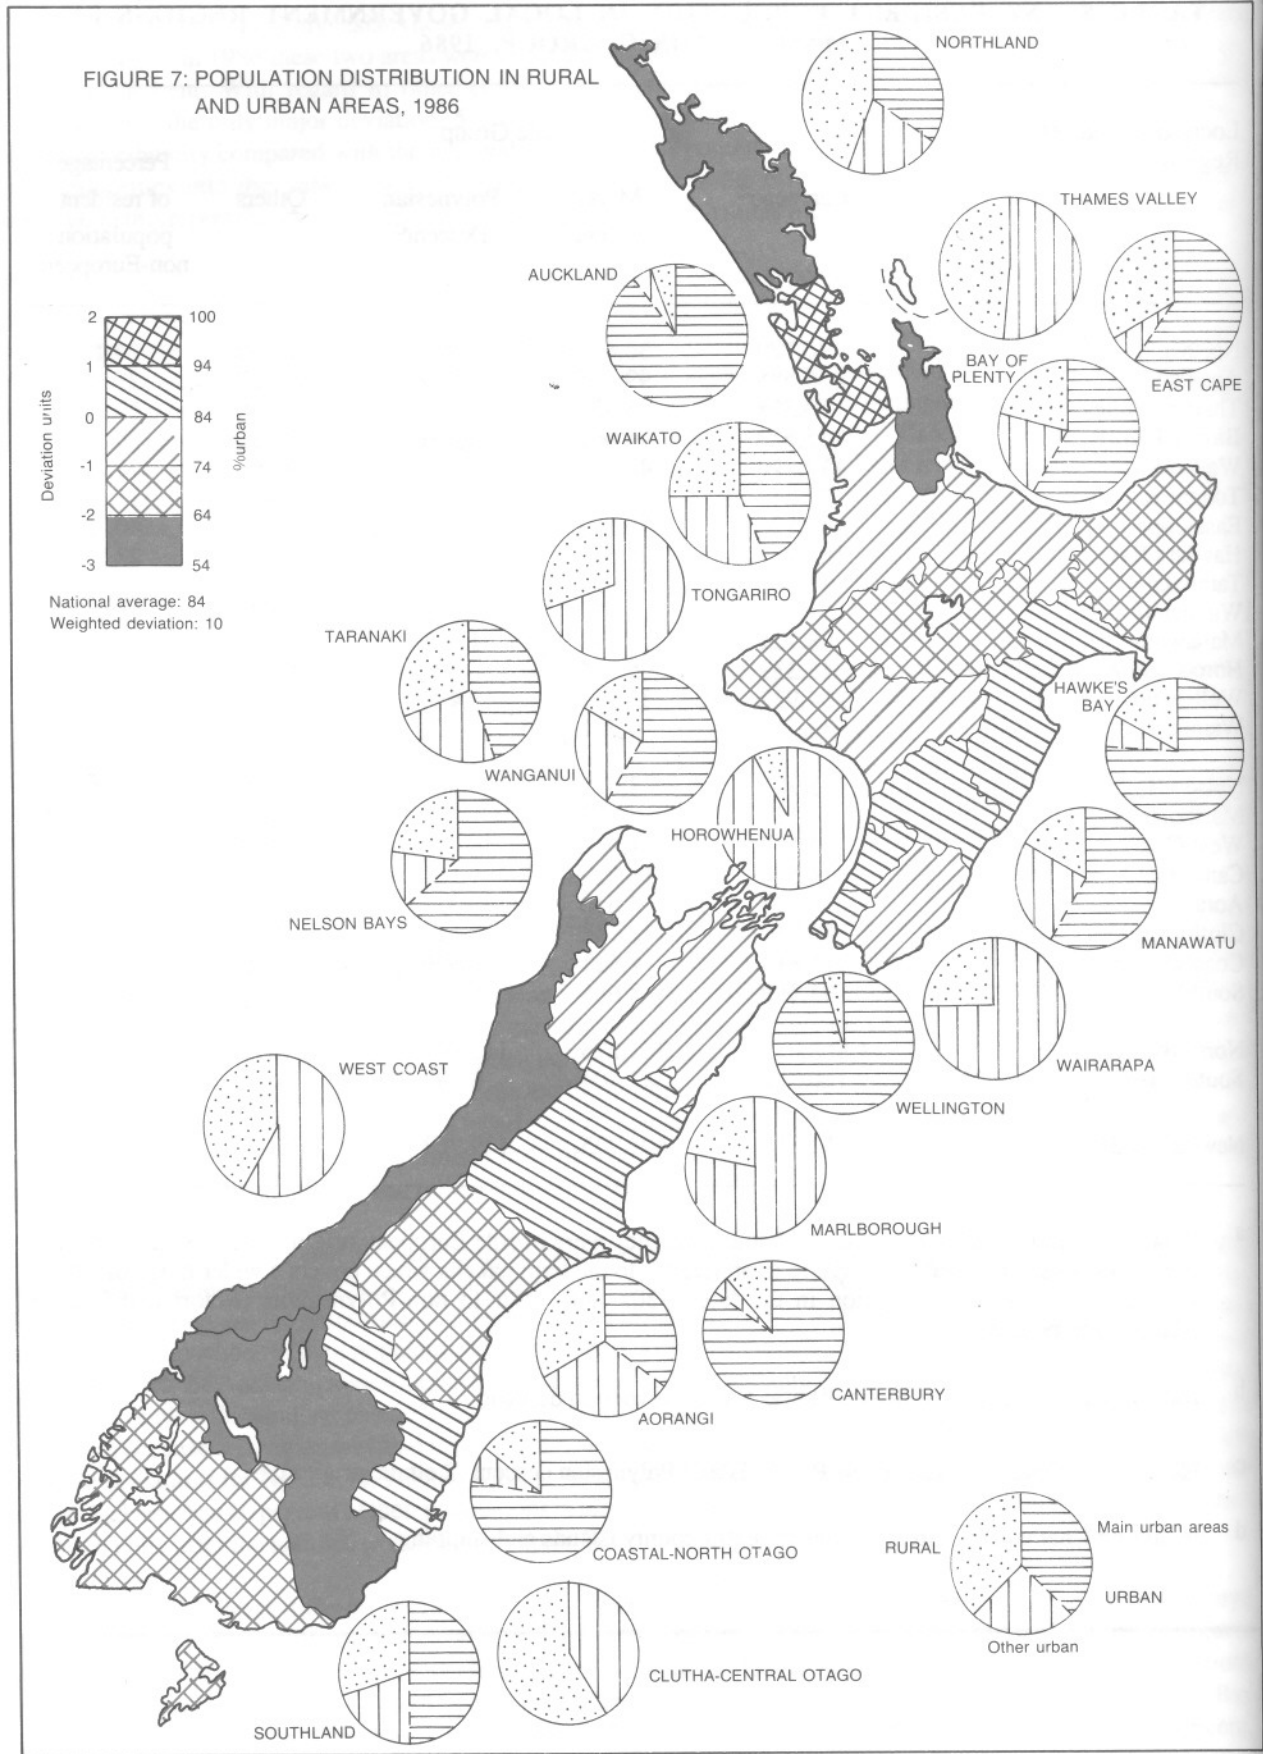 FIGURE 7: POPULATION DISTRIBUTION IN RURAL
AND URBAN AREAS, 1986
NORTHLAND
THAMES VALLEY
AUCKLAND
EAST CAPE
BAY OF
PLENTY
WAIKATO
TONGARIRO
TARANAKI
HAWKE'S
BAY
WANGANUI
HOROWHENUA
NELSON BAYS
MANAWATU
WAIRARAPA
WEST COAST
WELLINGTON
MARLBOROUGH
CANTERBURY
AORANGI
COASTAL-NORTH OTAGO
CLUTHA-CENTRAL OTAGO
SOUTHLAND
Deviation units
2
1
0
-1
-2
-3
100
94
84
74
64
54
%urban
National average: 84
Weighted deviation: 10
RURAL
Main urban areas
URBAN
Other urban